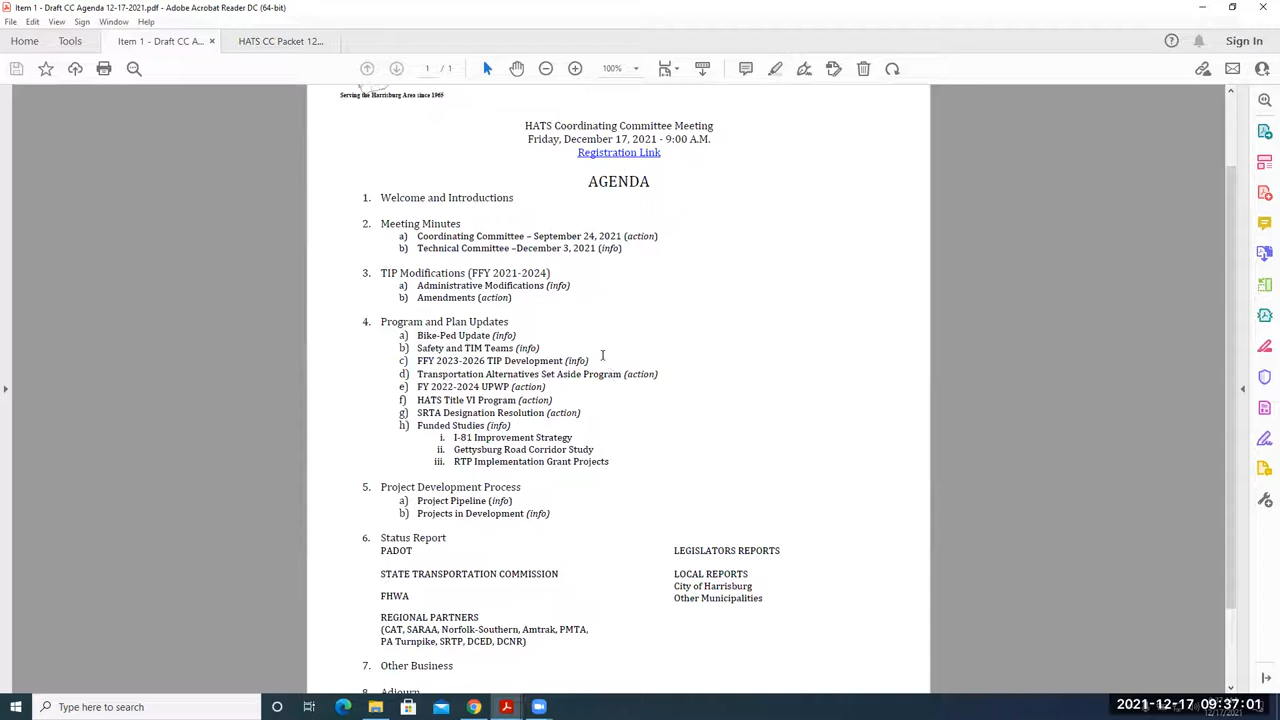 Item 1 - Draft CC Agenda 12-17-2021.pdf - Adobe Acrobat Reader DC (64-bit)
File Edit View Sign Window Help
Home Tools Item 1 - Draft CC A... × HATS CC Packet 12... Sign In
1 / 1 100%
Serving the Harrisburg Area since 1965
HATS Coordinating Committee Meeting
Friday, December 17, 2021 - 9:00 A.M.
Registration Link
AGENDA
1. Welcome and Introductions
2. Meeting Minutes
a) Coordinating Committee – September 24, 2021 (action)
b) Technical Committee –December 3, 2021 (info)
3. TIP Modifications (FFY 2021-2024)
a) Administrative Modifications (info)
b) Amendments (action)
4. Program and Plan Updates
a) Bike-Ped Update (info)
b) Safety and TIM Teams (info)
c) FFY 2023-2026 TIP Development (info)
d) Transportation Alternatives Set Aside Program (action)
e) FY 2022-2024 UPWP (action)
f) HATS Title VI Program (action)
g) SRTA Designation Resolution (action)
h) Funded Studies (info)
i. I-81 Improvement Strategy
ii. Gettysburg Road Corridor Study
iii. RTP Implementation Grant Projects
5. Project Development Process
a) Project Pipeline (info)
b) Projects in Development (info)
6. Status Report
PADOT
STATE TRANSPORTATION COMMISSION
FHWA
REGIONAL PARTNERS
(CAT, SARAA, Norfolk-Southern, Amtrak, PMTA,
PA Turnpike, SRTP, DCED, DCNR)
LEGISLATORS REPORTS
LOCAL REPORTS
City of Harrisburg
Other Municipalities
7. Other Business
8. Adjourn
Type here to search
2021-12-17 09:37:01
12/17/2021